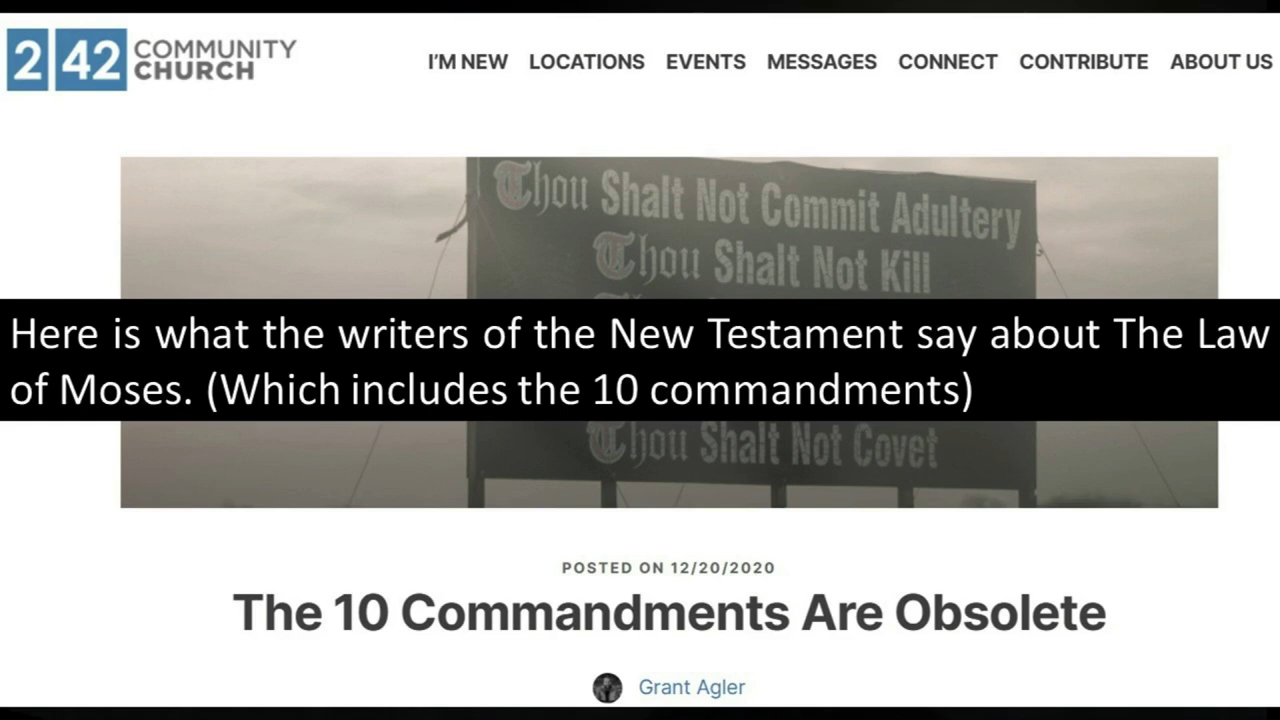 2|42 COMMUNITY
CHURCH
I'M NEW LOCATIONS EVENTS MESSAGES CONNECT CONTRIBUTE ABOUT US
Thou Shalt Not Commit Adultery
Thou Shalt Not Kill
Here is what the writers of the New Testament say about The Law
of Moses. (Which includes the 10 commandments)
Thou Shalt Not Covet
POSTED ON 12/20/2020
The 10 Commandments Are Obsolete
Grant Agler